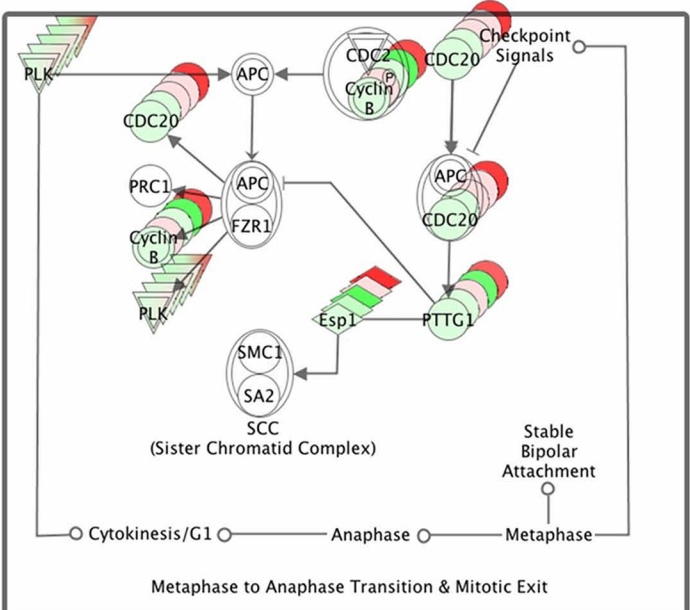 Checkpoint
Signals
CDC2
CDC20
PLK
APC
P
Cyclin
B
CDC20
APC
APC
PRC1
CDC20
FZR1
Cyclin
B
PLK
Esp1
PTTG1
SMC1
SA2
SCC
(Sister Chromatid Complex)
Stable
Bipolar
Attachment
Cytokinesis/G1
Anaphase
Metaphase
Metaphase to Anaphase Transition & Mitotic Exit